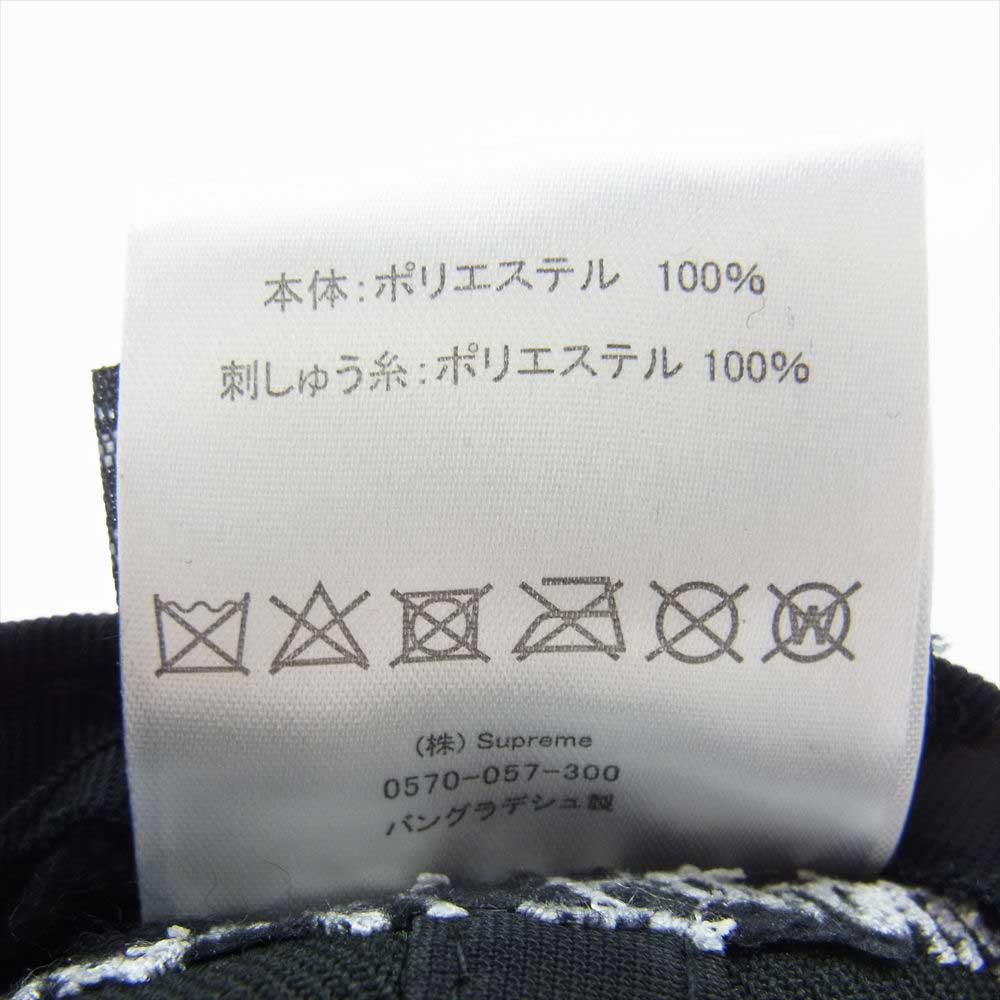 本体：ポリエステル 100%
刺しゅう糸：ポリエステル 100%
W
(株) Supreme
0570-057-300
バングラデシュ製